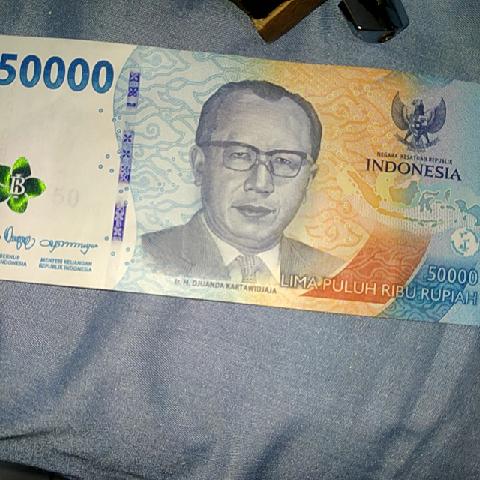 50000
NEGARA KESATUAN REPUBLIK
INDONESIA
B
50
GUBERNUR
INDONESIA
MENTERI KEUANGAN
REPUBLIK INDONESIA
Ir. H. DJUANDA KARTAWIDJAJA
50000
LIMA PULUH RIBU RUPIAH